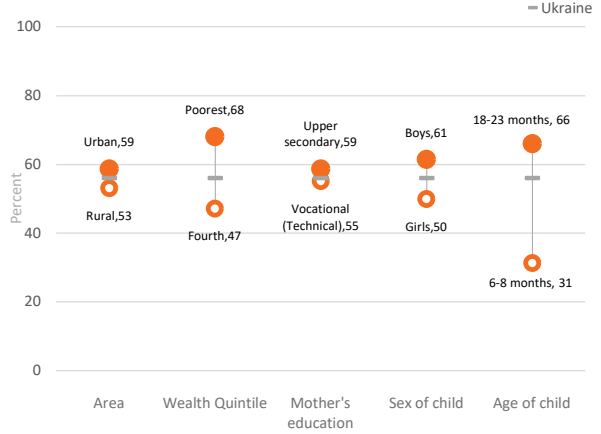 Ukraine
100
80
60
40
20
0
Percent
Urban,59
Rural,53
Poorest,68
Fourth,47
Upper
secondary,59
Vocational
(Technical),55
Boys,61
Girls,50
18-23 months, 66
6-8 months, 31
Area
Wealth Quintile
Mother's
education
Sex of child
Age of child